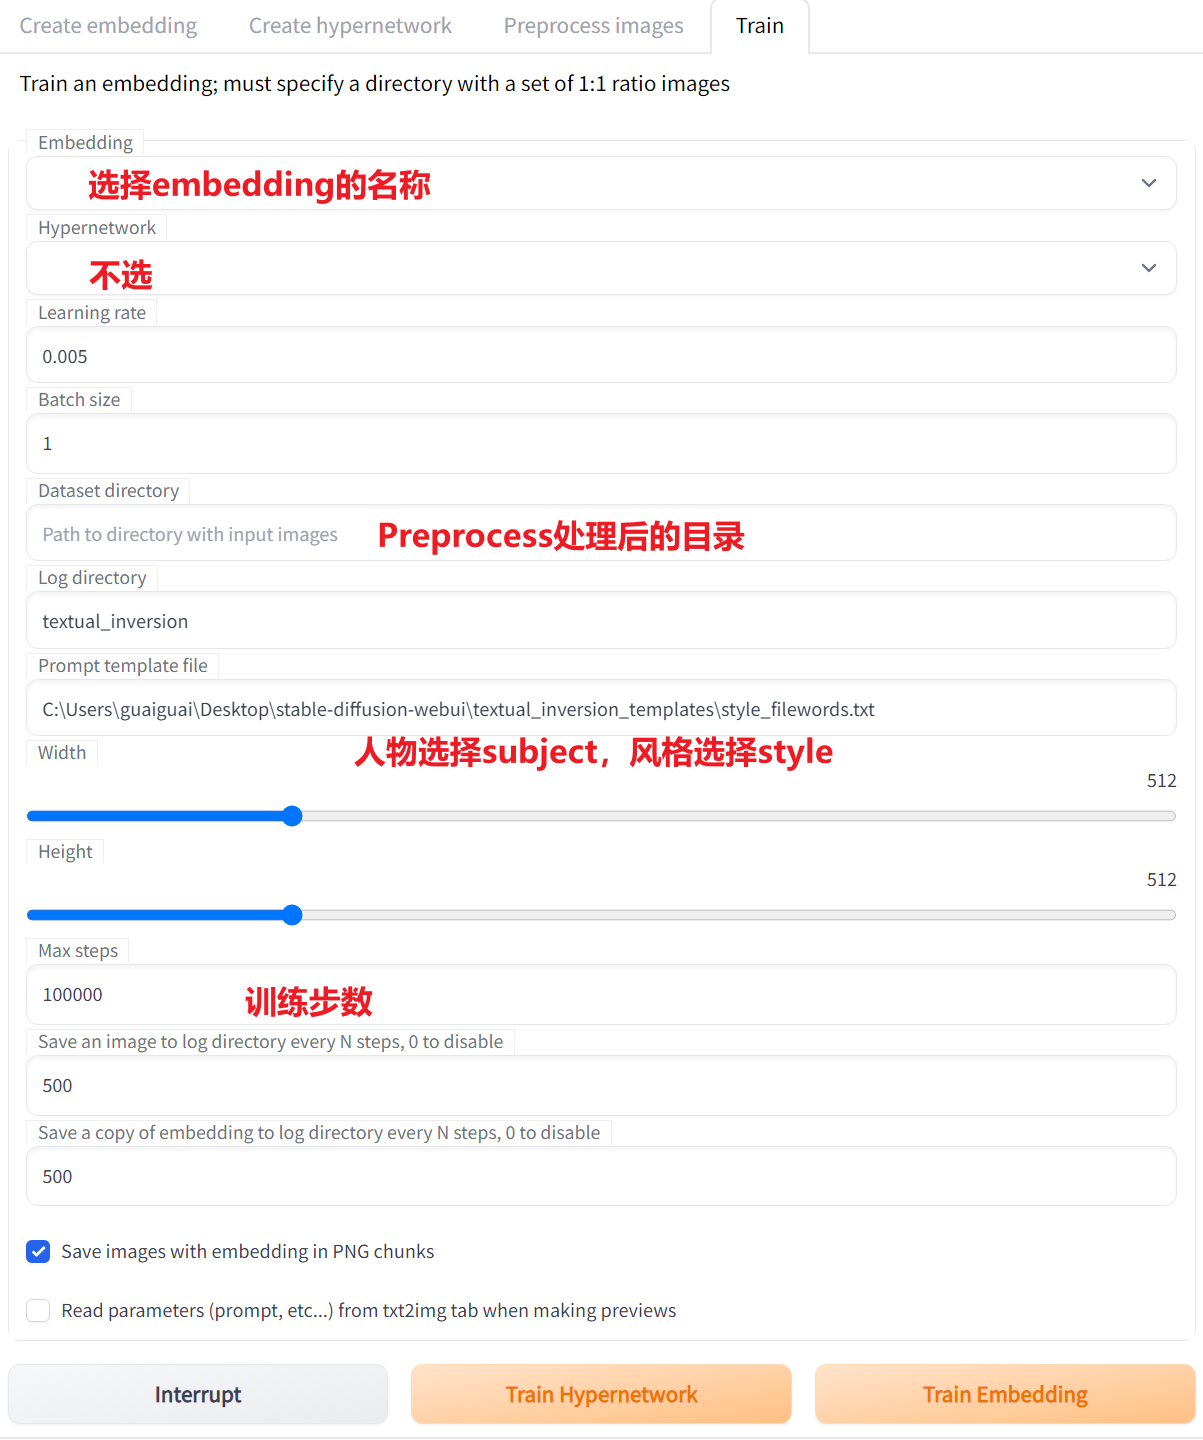 Create embedding Create hypernetwork Preprocess images Train
Train an embedding; must specify a directory with a set of 1:1 ratio images
Embedding
选择embedding的名称
Hypernetwork
不选
Learning rate
0.005
Batch size
1
Dataset directory
Path to directory with input images Preprocess处理后的目录
Log directory
textual_inversion
Prompt template file
C:\Users\guaiguai\Desktop\stable-diffusion-webui\textual_inversion_templates\style_filewords.txt
Width 人物选择subject，风格选择style
512
Height
512
Max steps
100000 训练步数
Save an image to log directory every N steps, 0 to disable
500
Save a copy of embedding to log directory every N steps, 0 to disable
500
Save images with embedding in PNG chunks
Read parameters (prompt, etc...) from txt2img tab when making previews
Interrupt Train Hypernetwork Train Embedding